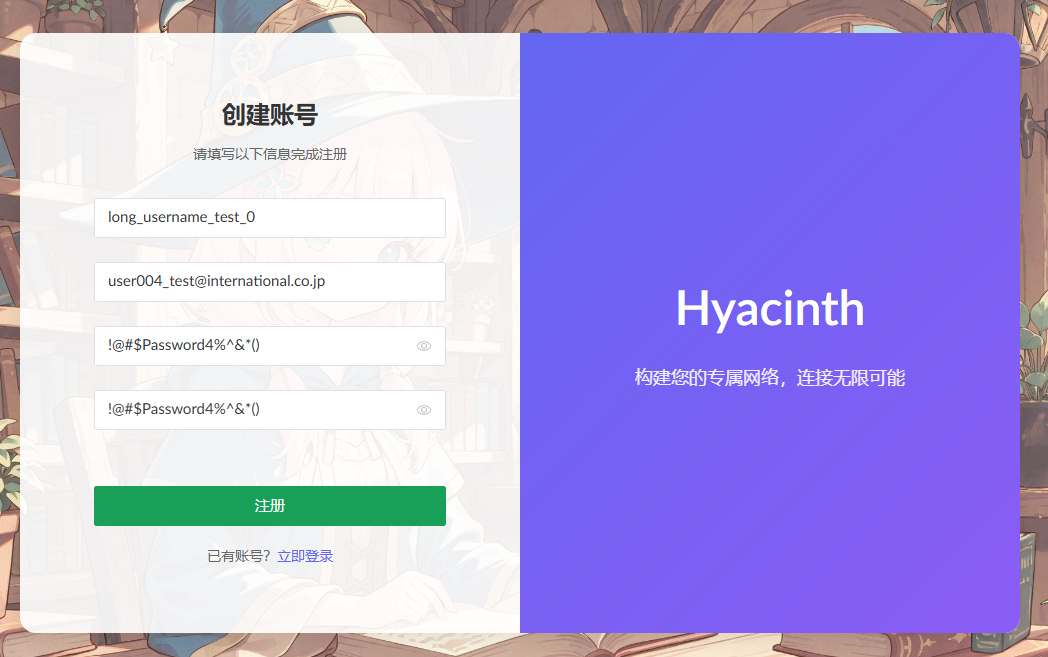 创建账号
请填写以下信息完成注册
long_username_test_0
user004_test@international.co.jp
!@#$Password4%^&*()
!@#$Password4%^&*()
注册
已有账号？立即登录
Hyacinth
构建您的专属网络，连接无限可能